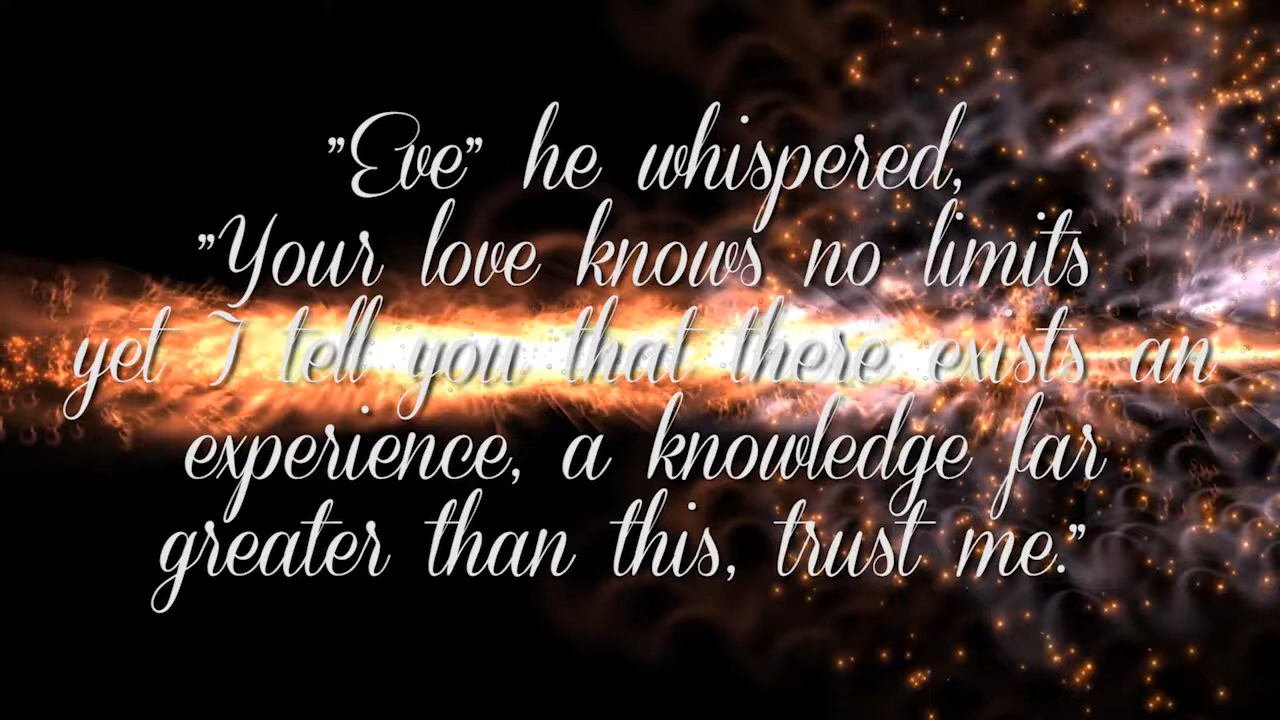 "Eve" he whispered,
"Your love knows no limits
yet I tell you that there exists an
experience, a knowledge far
greater than this, trust me."